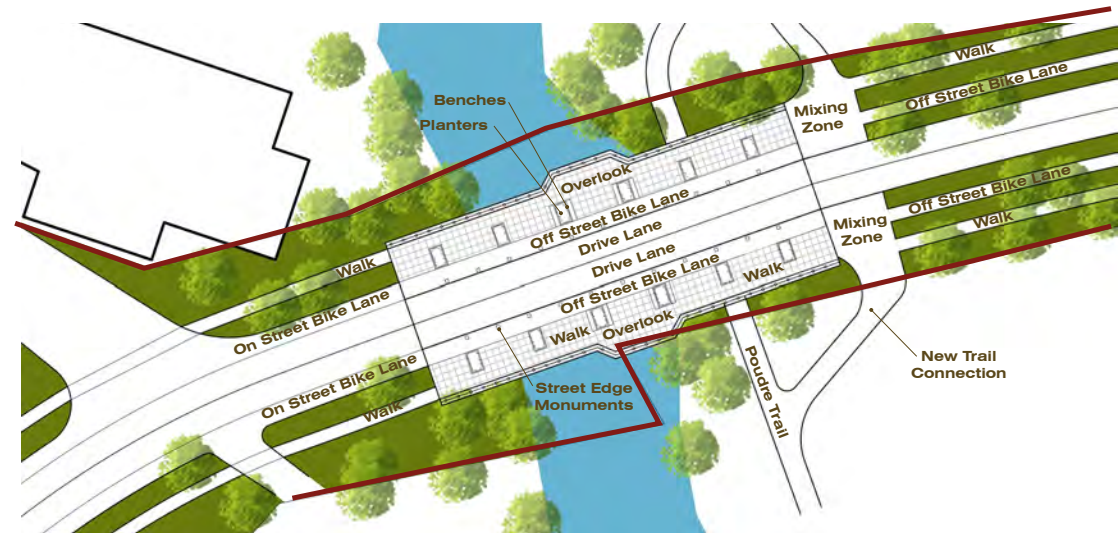 Walk
Off Street Bike Lane
Mixing
Zone
Benches
Planters
Overlook
Off Street Bike Lane
Drive Lane
Drive Lane
Off Street Bike Lane
Walk
Off Street Bike Lane
Walk
Mixing
Zone
Walk
On Street Bike Lane
Walk
Overlook
On Street Bike Lane
Walk
Street Edge
Monuments
Poudre Trail
New Trail
Connection